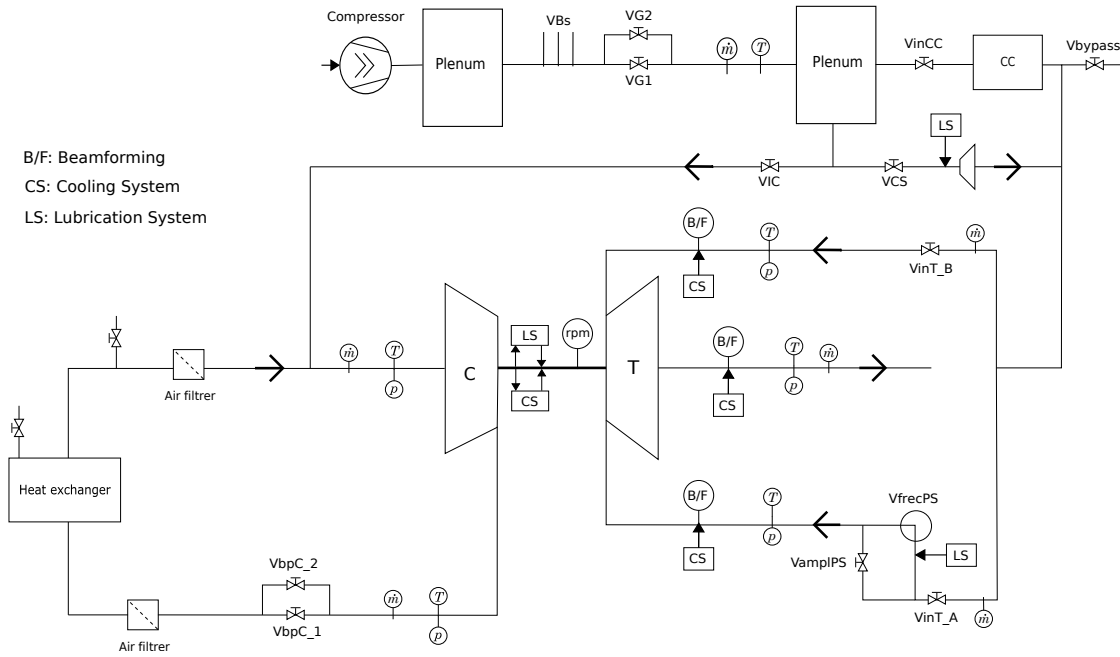 Compressor
Plenum
VBs
VG2
VG1
ṁ
T
Plenum
VinCC
CC
Vbypass
B/F: Beamforming
CS: Cooling System
LS: Lubrication System
VIC
VCS
LS
B/F
CS
T
p
VinT_B
ṁ
Air filtrer
ṁ
T
p
C
LS
CS
rpm
T
B/F
CS
T
p
ṁ
Heat exchanger
B/F
CS
T
p
VfrecPS
VamplPS
LS
VinT_A
ṁ
Air filtrer
VbpC_2
VbpC_1
ṁ
T
p